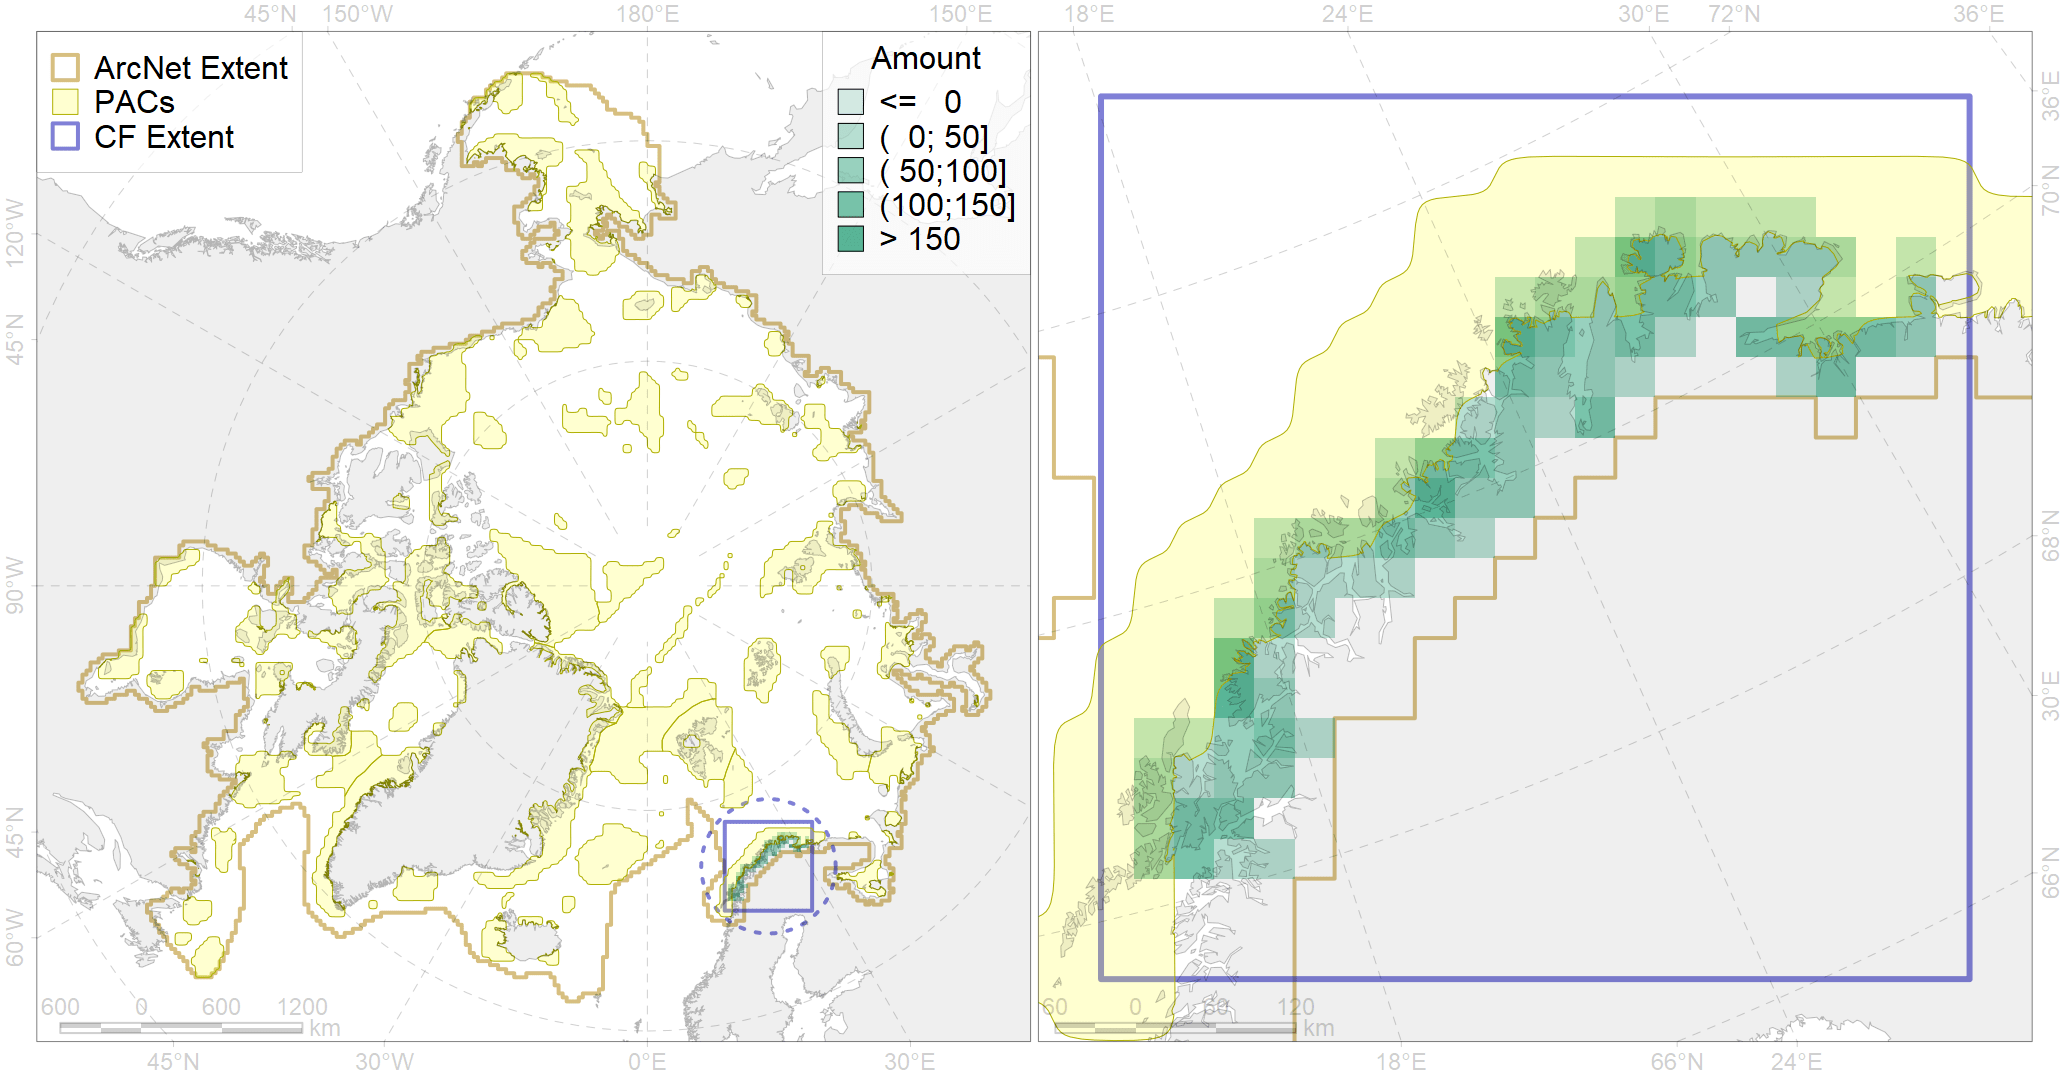 45°N 150°W 180°E 150°E 18°E 24°E 30°E 72°N 36°E
ArcNet Extent
PACs
CF Extent
Amount
<= 0
( 0; 50]
( 50;100]
(100;150]
> 150
120°W
45°N
90°W
45°N
60°W
36°E
70°N
68°N
30°E
66°N
600 0 600 1200
km
60 0 60 120
km
45°N 30°W 0°E 30°E 18°E 66°N 24°E